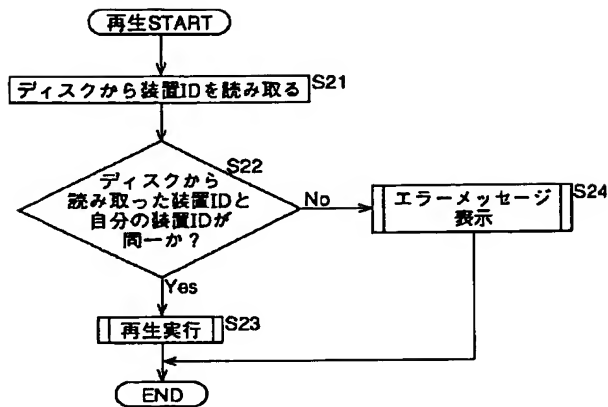 再生START
ディスクから装置IDを読み取る
S21
S22
ディスクから
読み取った装置IDと
自分の装置IDが
同一か？
No
エラーメッセージ
表示
S24
Yes
再生実行
S23
END